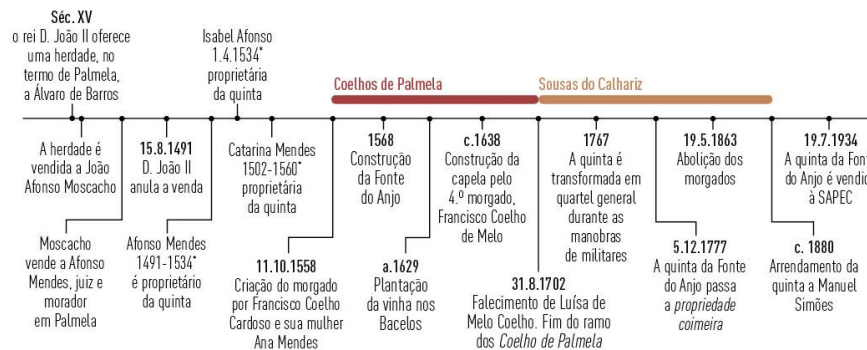 Séc. XV
o rei D. João II oferece
uma herdade, no
termo de Palmela,
a Álvaro de Barros
A herdade é
vendida a João
Afonso Moscacho
Moscacho
vende a Afonso
Mendes, juiz e
morador
em Palmela
15.8.1491
D. João II
anula a venda
Afonso Mendes
1491-1534*
é proprietário
da quinta
Isabel Afonso
1.4.1534*
proprietária
da quinta
Catarina Mendes
1502-1560*
proprietária
da quinta
Coelhos de Palmela
11.10.1558
Criação do morgado
por Francisco Coelho
Cardoso e sua mulher
Ana Mendes
1568
Construção
da Fonte
do Anjo
a.1629
Plantação
da vinha nos
Bacelos
c.1638
Construção da
capela pelo
4.º morgado,
Francisco Coelho
de Melo
Sousas do Calhariz
31.8.1702
Falecimento de Luísa de
Melo Coelho. Fim do ramo
dos Coelho de Palmela
1767
A quinta é
transformada em
quartel general
durante as
manobras
de militares
5.12.1777
A quinta da Fonte
do Anjo passa
a propriedade
coimeira
19.5.1863
Abolição dos
morgados
c. 1880
Arrendamento da
quinta a Manuel
Simões
19.7.1934
A quinta da Font
do Anjo é vendid
à SAPEC